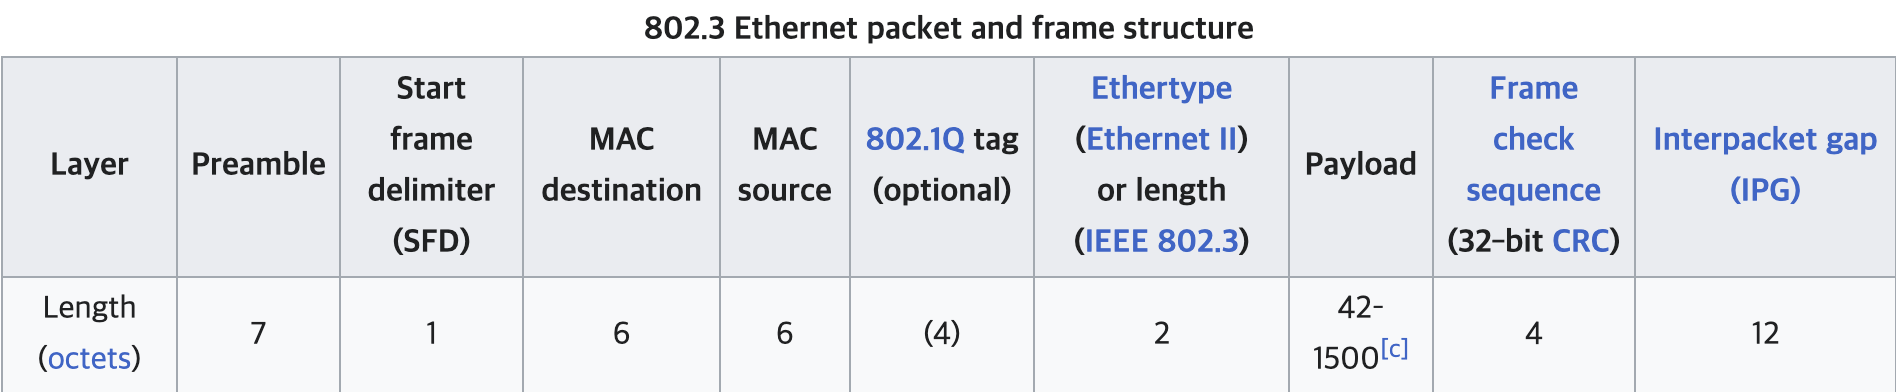 802.3 Ethernet packet and frame structure
Layer
Preamble
Start
frame
delimiter
(SFD)
MAC
destination
MAC
source
802.1Q tag
(optional)
Ethertype
(Ethernet II)
or length
(IEEE 802.3)
Payload
Frame
check
sequence
(32-bit CRC)
Interpacket gap
(IPG)
Length
(octets)
7
1
6
6
(4)
2
42-
1500[c]
4
12